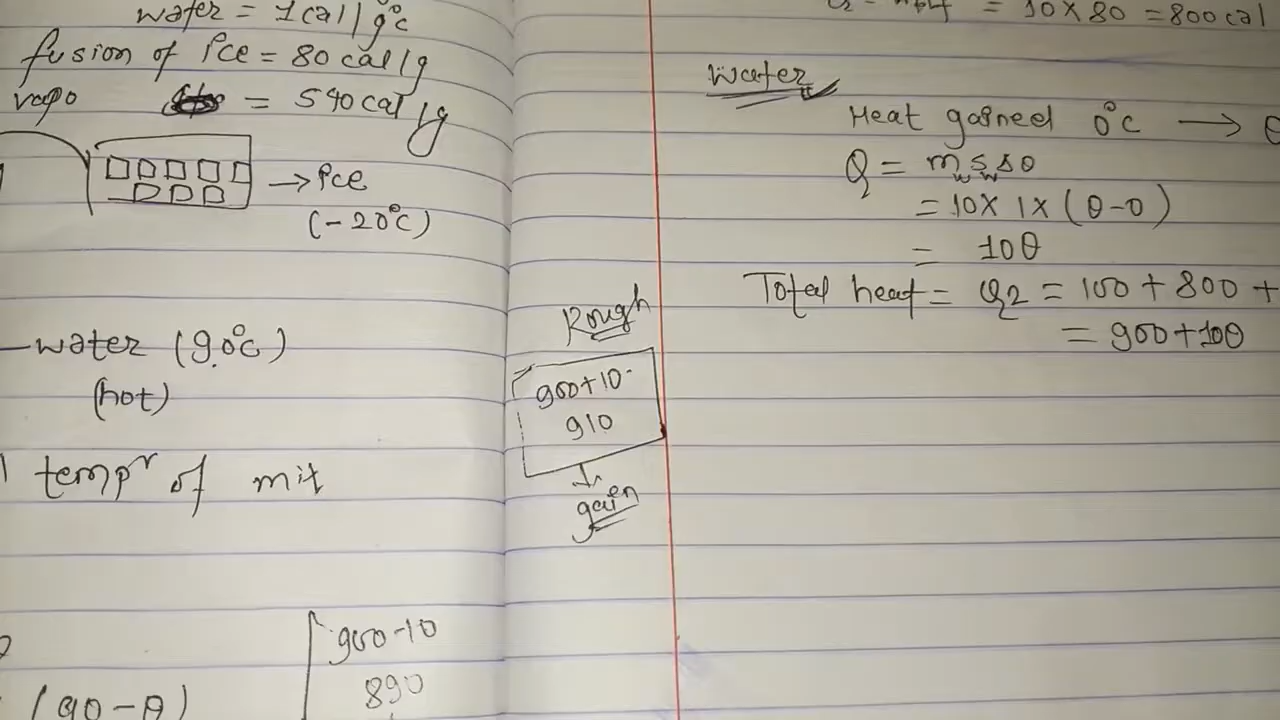 water = 1 cal/g°c
fusion of Ice = 80 cal/g
vapo = 540 cal/g
→ Ice
(-20°c)
- water (90°c)
(hot)
temp^r of mix
900-10
890
(90-θ)
Rough
900+10
910
gain
= 10×80 = 800 cal
Water
Heat gained 0°c → θ
Q = m_w s_w Δθ
= 10×1×(θ-0)
= 10θ
Total heat = Q2 = 100 + 800 +
= 900+10θ